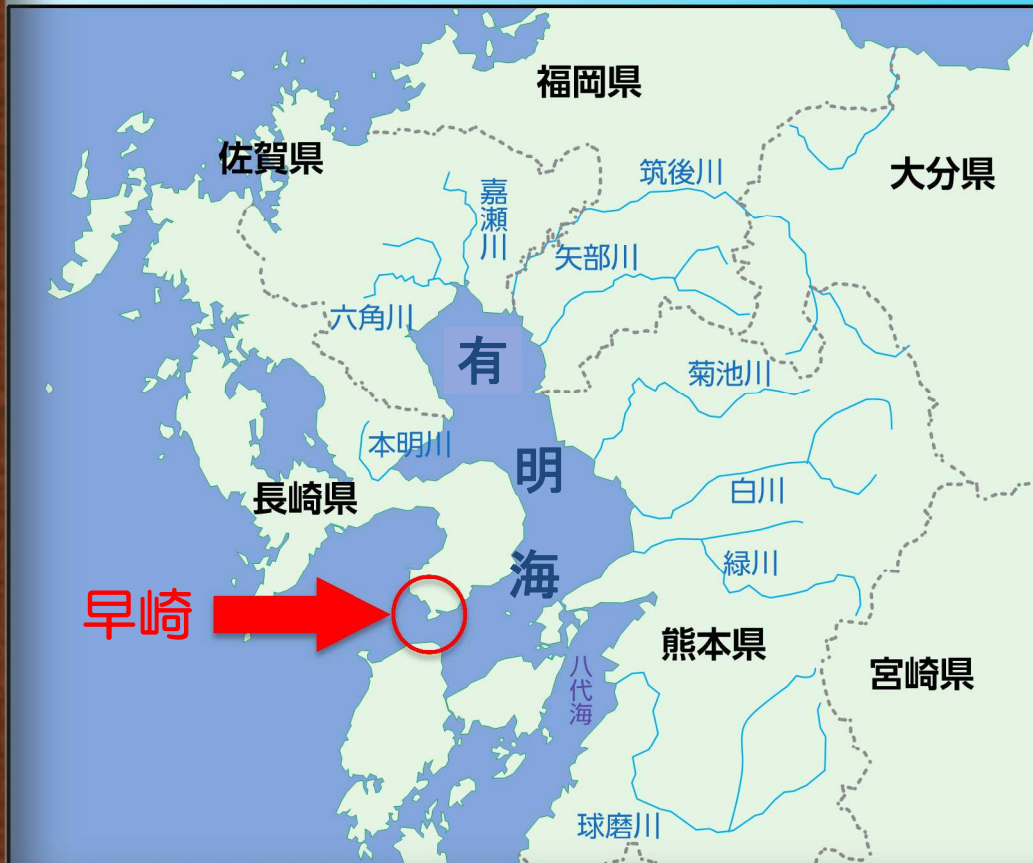 福岡県
佐賀県
大分県
筑後川
嘉瀬川
矢部川
六角川
有明海
菊池川
本明川
白川
長崎県
緑川
早崎
熊本県
八代海
宮崎県
球磨川